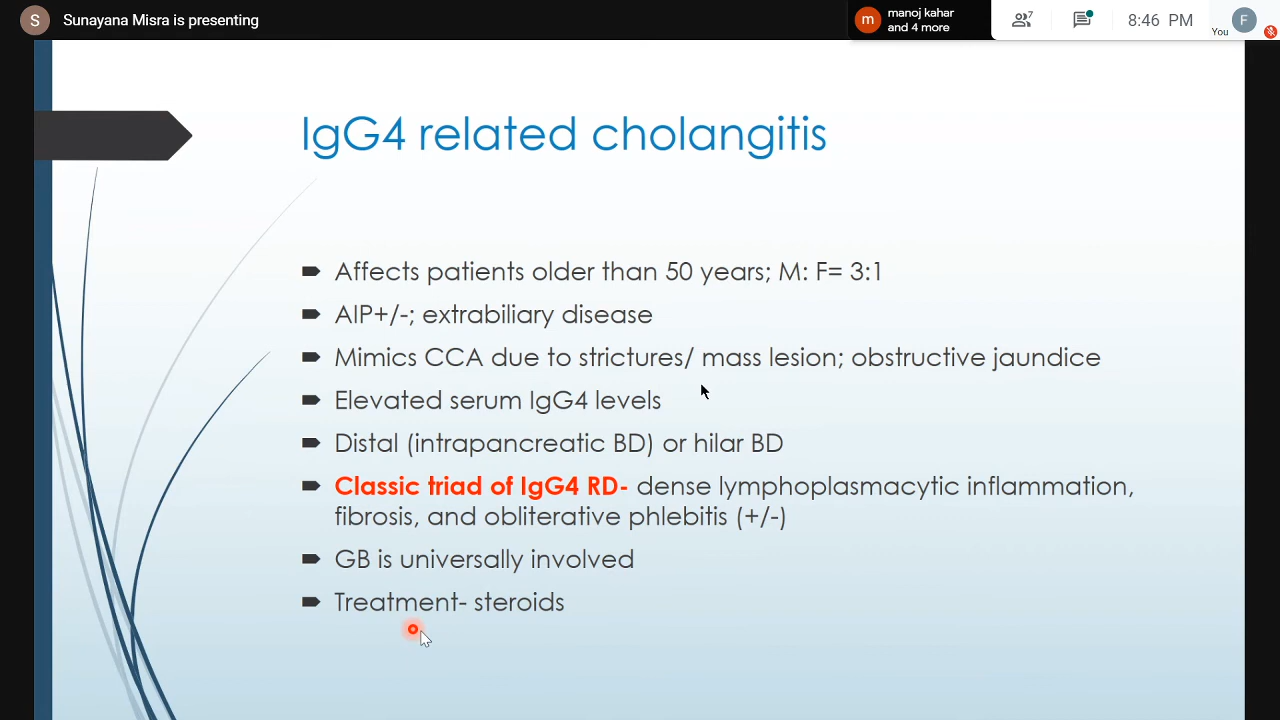 S Sunayana Misra is presenting
m manoj kahar
and 4 more
7
8:46 PM
You
F
IgG4 related cholangitis
Affects patients older than 50 years; M: F= 3:1
AIP+/-; extrabiliary disease
Mimics CCA due to strictures/ mass lesion; obstructive jaundice
Elevated serum IgG4 levels
Distal (intrapancreatic BD) or hilar BD
Classic triad of IgG4 RD- dense lymphoplasmacytic inflammation,
fibrosis, and obliterative phlebitis (+/-)
GB is universally involved
Treatment- steroids